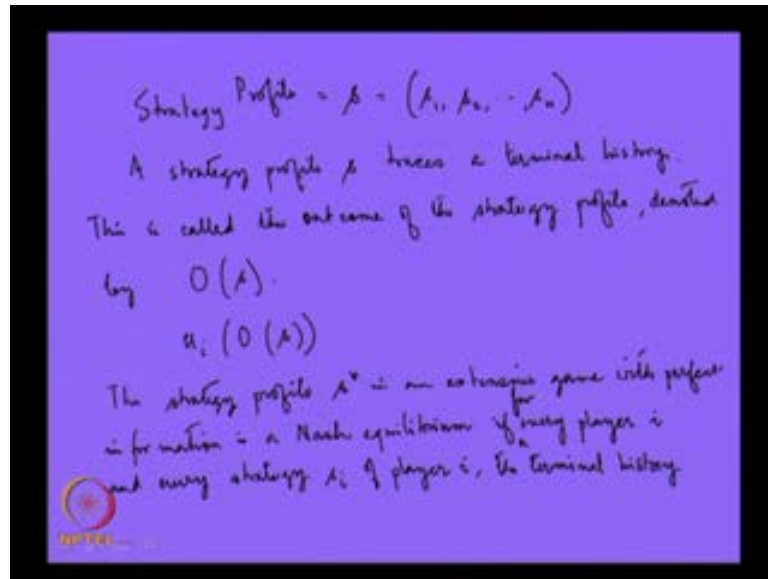 Strategy Profile = s = (s₁, s₂, ..., sₙ)
A strategy profile s traces a terminal history.
This is called the outcome of the strategy profile, denoted
by O(s).
uᵢ (O(s))
The strategy profile s* in an extensive game with perfect
information is a Nash equilibrium if for every player i
and every strategy sᵢ of player i, the terminal history
NPTEL